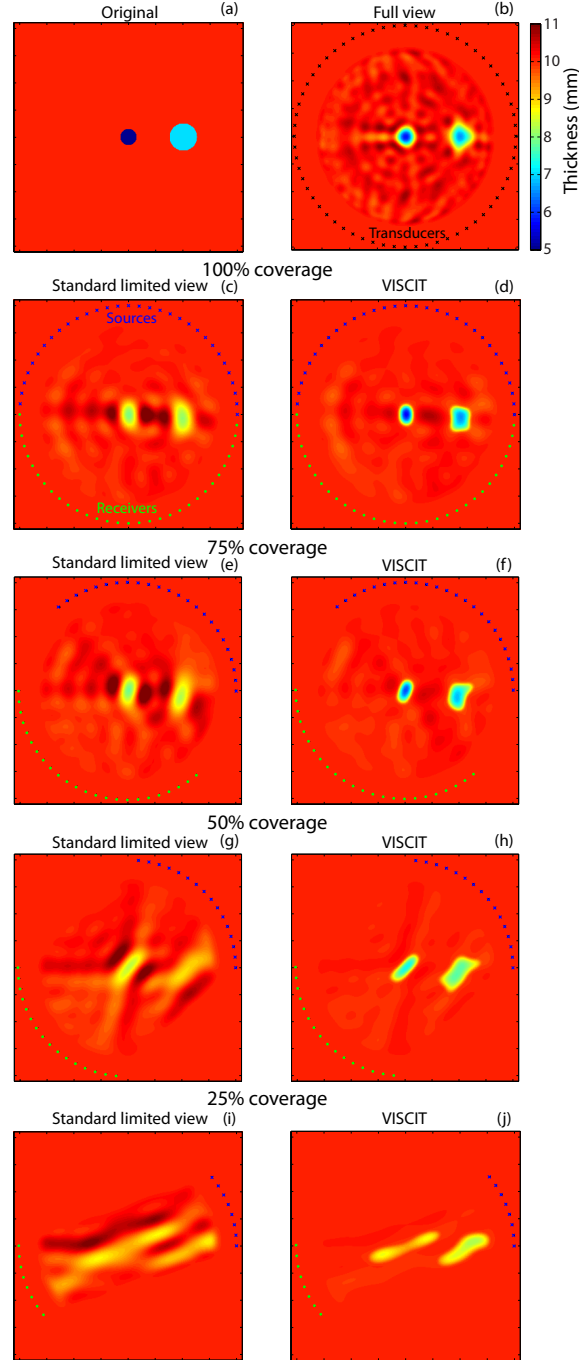 Original (a)
Full view (b)
11
10
9
8
7
6
5
Thickness (mm)
Transducers
100% coverage
Standard limited view (c)
VISCIT (d)
Sources
Receivers
75% coverage
Standard limited view (e)
VISCIT (f)
50% coverage
Standard limited view (g)
VISCIT (h)
25% coverage
Standard limited view (i)
VISCIT (j)